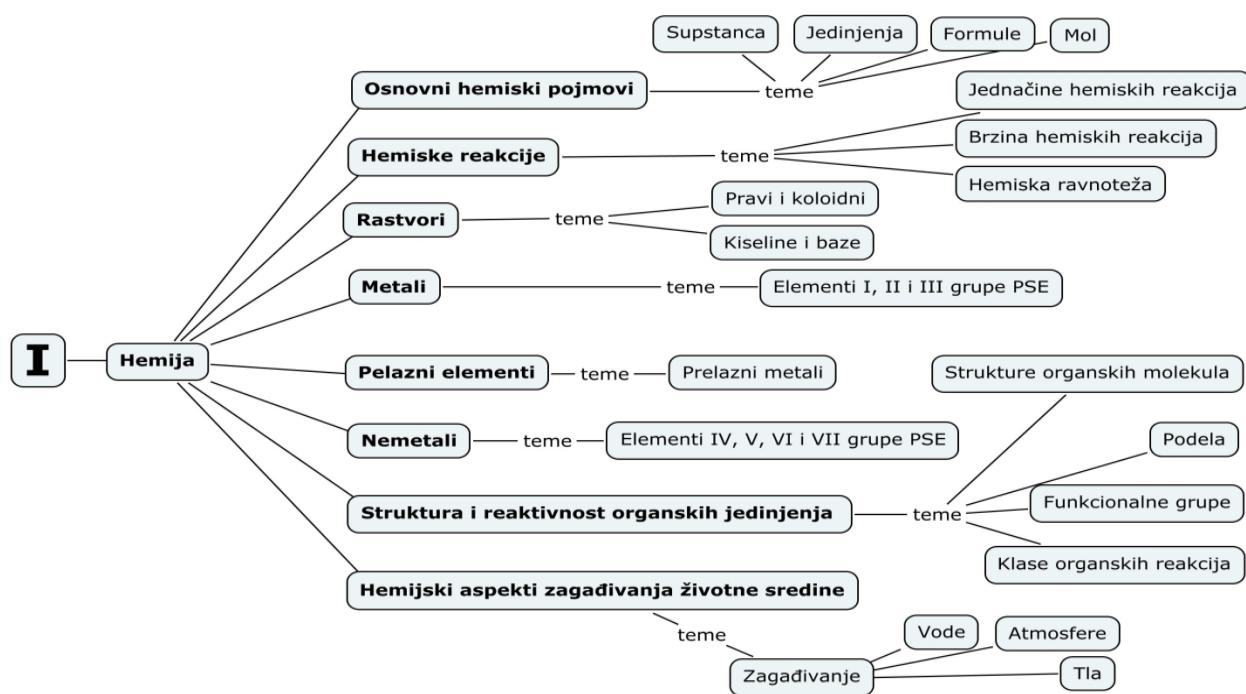 Supstanca
Jedinjenja
Formule
Mol
Osnovni hemiski pojmovi
teme
Jednačine hemiskih reakcija
Hemiske reakcije
teme
Brzina hemiskih reakcija
Hemiska ravnoteža
Rastvori
teme
Pravi i koloidni
Kiseline i baze
Metali
teme
Elementi I, II i III grupe PSE
I
Hemija
Pelazni elementi
teme
Prelazni metali
Strukture organskih molekula
Nemetali
teme
Elementi IV, V, VI i VII grupe PSE
Podela
Struktura i reaktivnost organskih jedinjenja
teme
Funkcionalne grupe
Klase organskih reakcija
Hemijski aspekti zagađivanja životne sredine
teme
Vode
Atmosfere
Zagađivanje
Tla